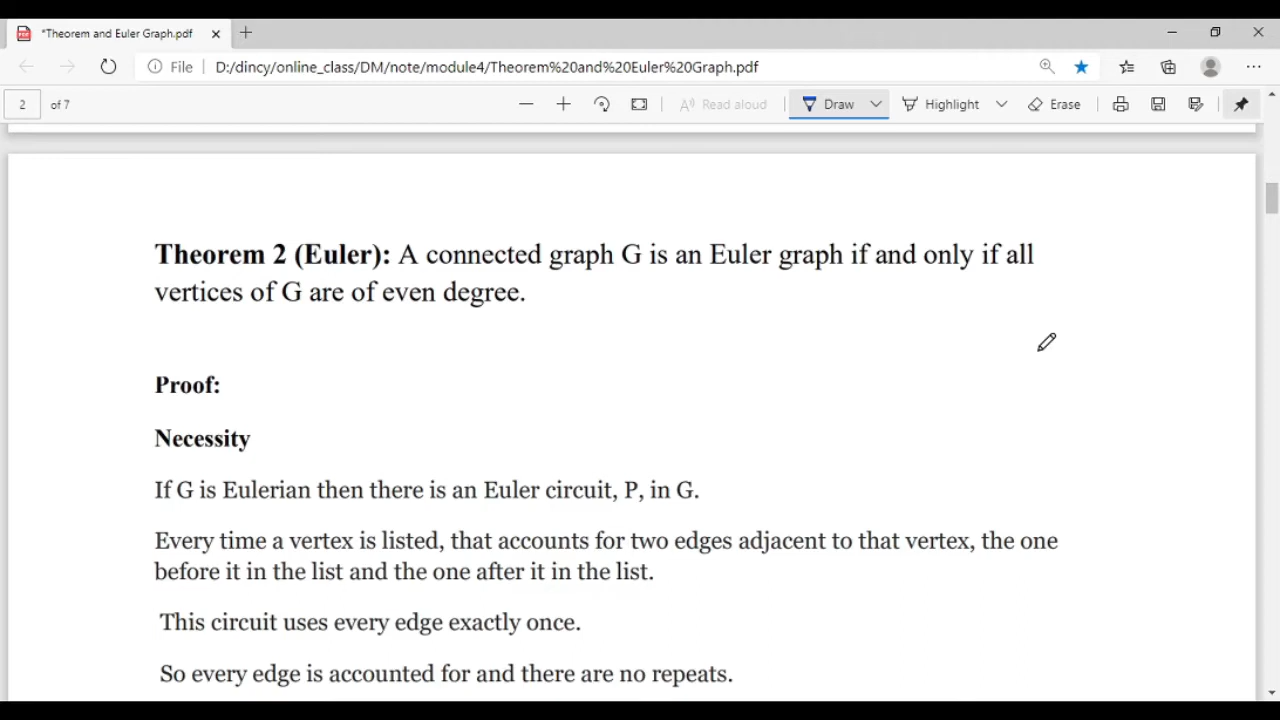 *Theorem and Euler Graph.pdf
File D:/dincy/online_class/DM/note/module4/Theorem%20and%20Euler%20Graph.pdf
2 of 7 Read aloud Draw Highlight Erase
Theorem 2 (Euler): A connected graph G is an Euler graph if and only if all
vertices of G are of even degree.
Proof:
Necessity
If G is Eulerian then there is an Euler circuit, P, in G.
Every time a vertex is listed, that accounts for two edges adjacent to that vertex, the one
before it in the list and the one after it in the list.
This circuit uses every edge exactly once.
So every edge is accounted for and there are no repeats.